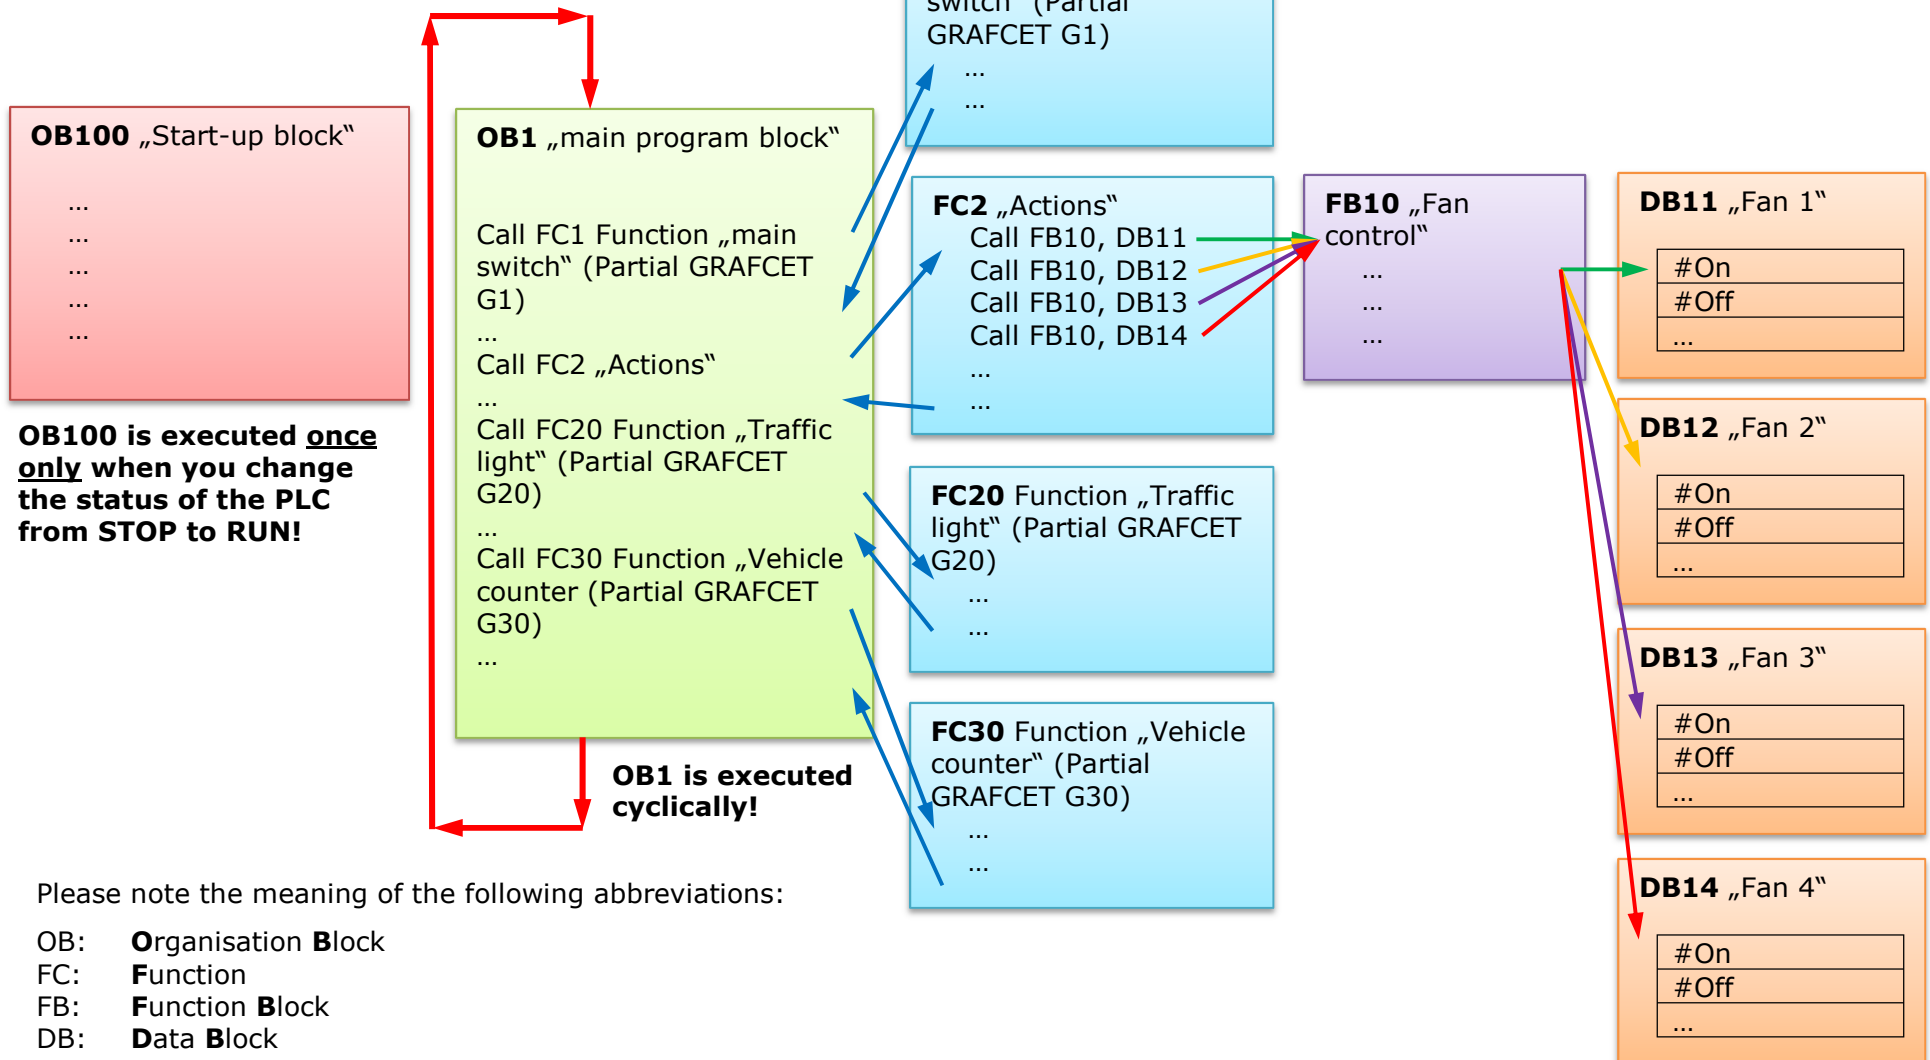 switch“ (Partial
GRAFCET G1)
…
…
OB100 „Start-up block“
…
…
…
…
…
OB100 is executed once
only when you change
the status of the PLC
from STOP to RUN!
OB1 „main program block“
Call FC1 Function „main
switch“ (Partial GRAFCET
G1)
…
Call FC2 „Actions“
…
Call FC20 Function „Traffic
light“ (Partial GRAFCET
G20)
…
Call FC30 Function „Vehicle
counter (Partial GRAFCET
G30)
…
OB1 is executed
cyclically!
FC2 „Actions“
Call FB10, DB11
Call FB10, DB12
Call FB10, DB13
Call FB10, DB14
…
…
FC20 Function „Traffic
light“ (Partial GRAFCET
G20)
…
…
FC30 Function „Vehicle
counter“ (Partial
GRAFCET G30)
…
…
FB10 „Fan
control“
…
…
…
DB11 „Fan 1“
#On
#Off
…
DB12 „Fan 2“
#On
#Off
…
DB13 „Fan 3“
#On
#Off
…
DB14 „Fan 4“
#On
#Off
…
Please note the meaning of the following abbreviations:
OB: Organisation Block
FC: Function
FB: Function Block
DB: Data Block